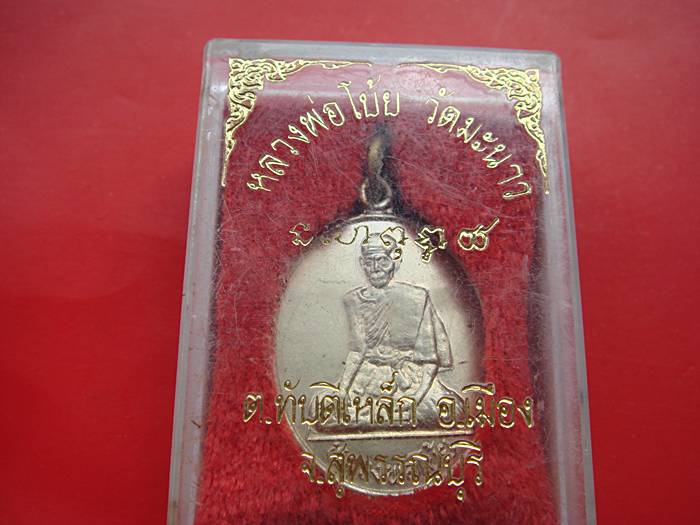 หลวงพ่อโบ้ย วัดมะนาว
ต.ทับตีเหล็ก อ.เมือง
จ.สุพรรณบุรี